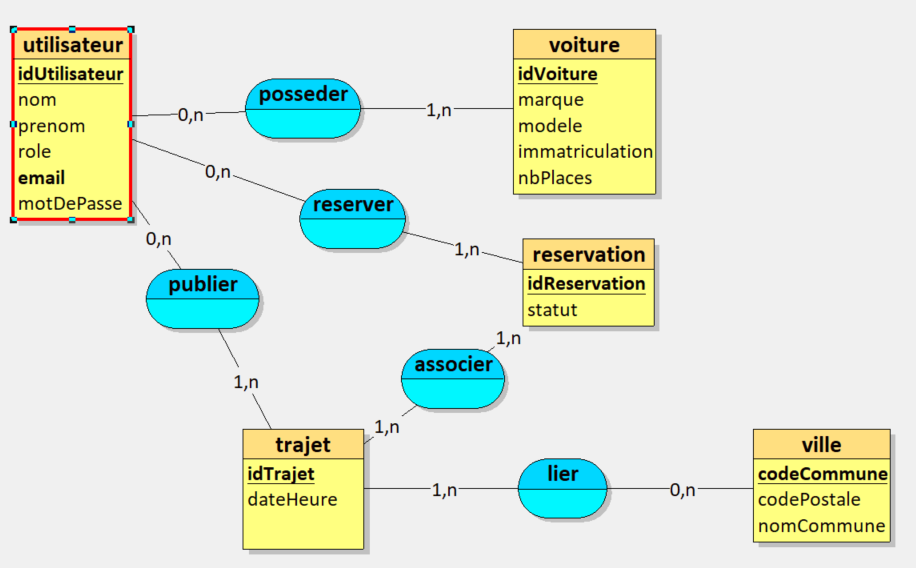 utilisateur
idUtilisateur
nom
prenom
role
email
motDePasse
0,n
posseder
1,n
voiture
idVoiture
marque
modele
immatriculation
nbPlaces
0,n
reserver
1,n
reservation
idReservation
statut
0,n
publier
1,n
1,n
associer
1,n
trajet
idTrajet
dateHeure
1,n
lier
0,n
ville
codeCommune
codePostale
nomCommune